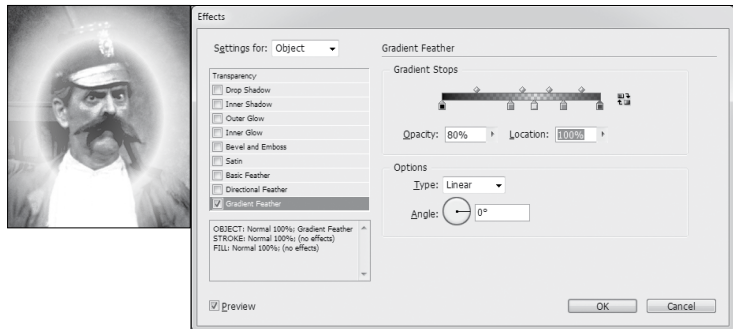 Effects
Settings for: Object
Gradient Feather
Transparency
Drop Shadow
Inner Shadow
Outer Glow
Inner Glow
Bevel and Emboss
Satin
Basic Feather
Directional Feather
Gradient Feather
OBJECT: Normal 100%; Gradient Feather
STROKE: Normal 100%; (no effects)
FILL: Normal 100%; (no effects)
Gradient Stops
Opacity: 80% Location: 100%
Options
Type: Linear
Angle: 0°
Preview
OK Cancel